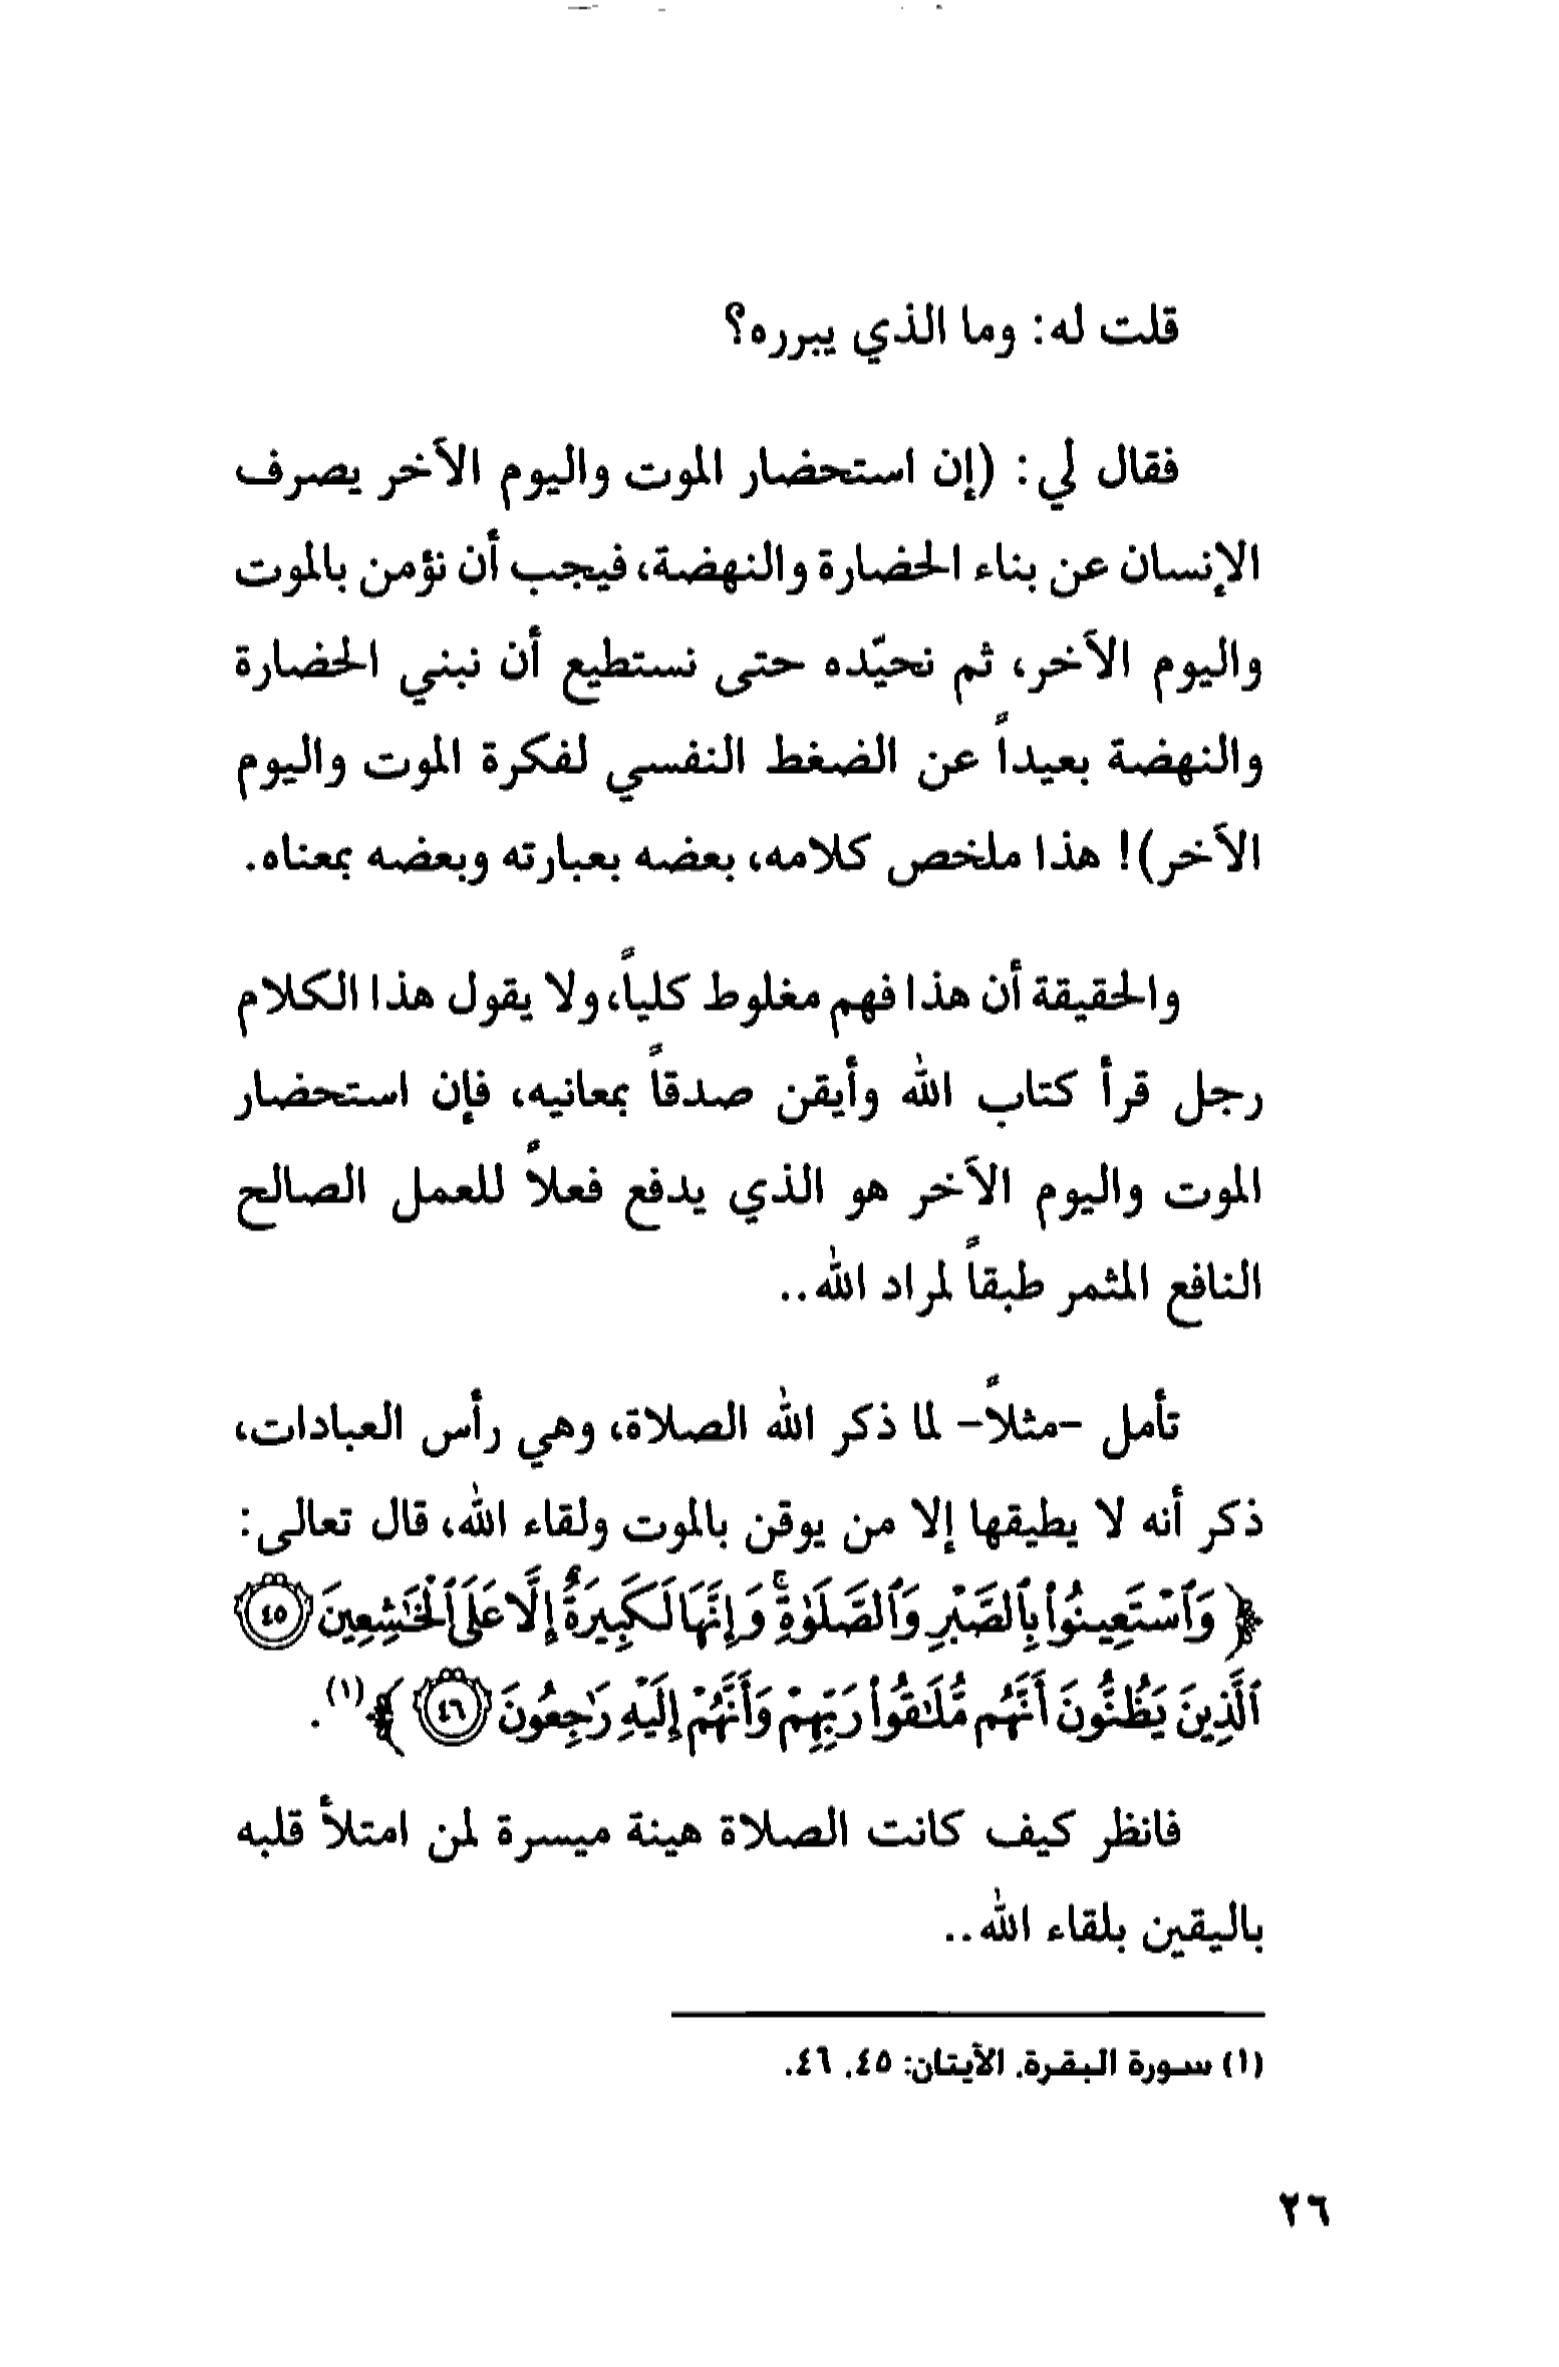 قلت له: وما الذي يبرره؟
فقال لي: (إن استحضار الموت واليوم الآخر يصرف
الإنسان عن بناء الحضارة والنهضة، فيجب أن نؤمن بالموت
واليوم الآخر، ثم نحيّده حتى نستطيع أن نبني الحضارة
والنهضة بعيداً عن الضغط النفسي لفكرة الموت واليوم
الآخر)! هذا ملخص كلامه، بعضه بعبارته وبعضه بمعناه.
والحقيقة أن هذا فهم مغلوط كلياً، ولا يقول هذا الكلام
رجل قرأ كتاب الله وأيقن صدقاً بمعانيه، فإن استحضار
الموت واليوم الآخر هو الذي يدفع فعلاً للعمل الصالح
النافع المثمر طبقاً لمراد الله..
تأمل -مثلاً- لما ذكر الله الصلاة، وهي رأس العبادات،
ذكر أنه لا يطيقها إلا من يوقن بالموت ولقاء الله، قال تعالى:
﴿ وَٱسْتَعِينُوا۟ بِٱلصَّبْرِ وَٱلصَّلَوٰةِ ۚ وَإِنَّهَا لَكَبِيرَةٌ إِلَّا عَلَى ٱلْخَـٰشِعِينَ ٤٥
ٱلَّذِينَ يَظُنُّونَ أَنَّهُم مُّلَـٰقُوا۟ رَبِّهِمْ وَأَنَّهُمْ إِلَيْهِ رَٰجِعُونَ ٤٦ ﴾(١).
فانظر كيف كانت الصلاة هينة ميسرة لمن امتلأ قلبه
باليقين بلقاء الله..
(١) سورة البقرة، الآيتان: ٤٥، ٤٦.
٢٦